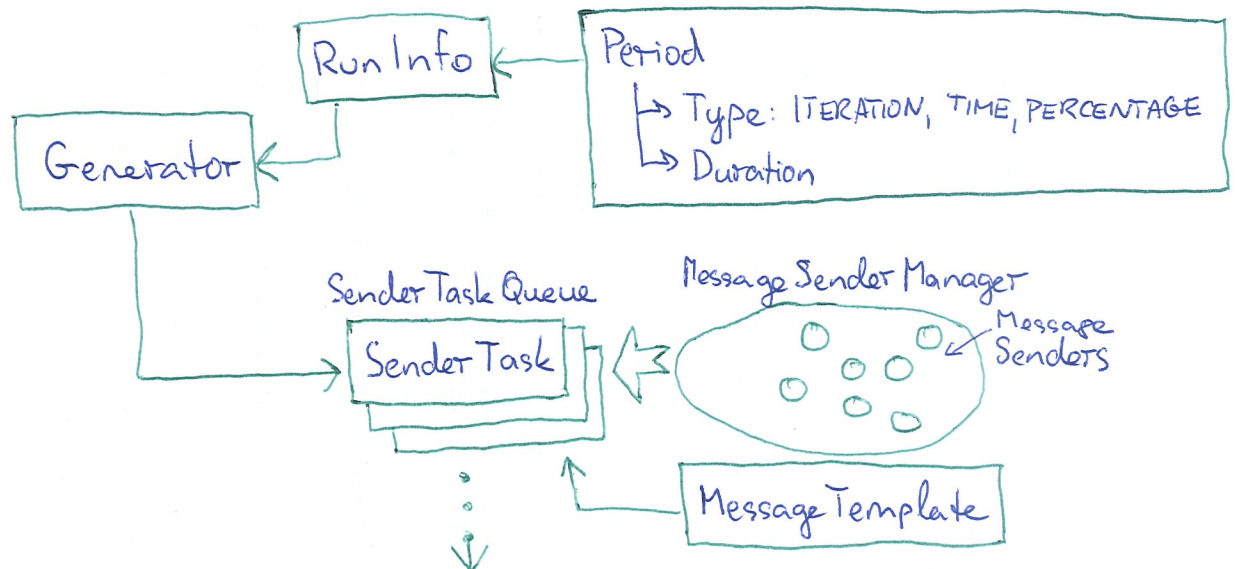 Run Info
Period
Type: ITERATION, TIME, PERCENTAGE
Duration
Generator
Sender Task Queue
Sender Task
Message Sender Manager
Message
Senders
Message Template